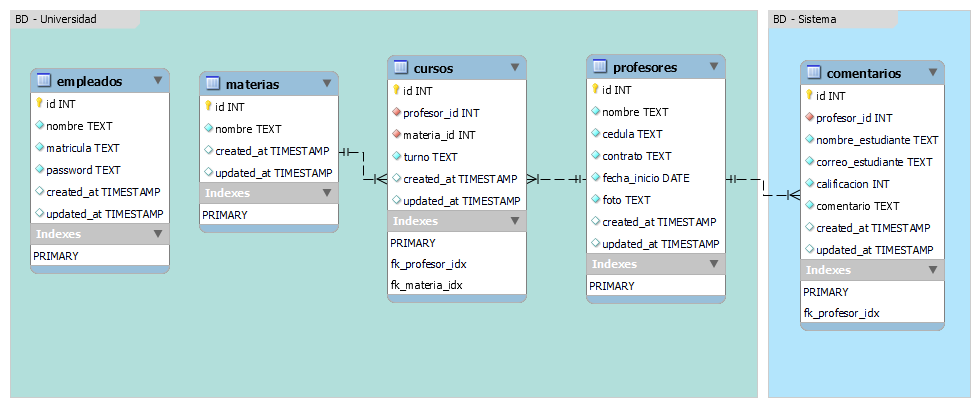 BD - Universidad
empleados
id INT
nombre TEXT
matricula TEXT
password TEXT
created_at TIMESTAMP
updated_at TIMESTAMP
Indexes
PRIMARY
materias
id INT
nombre TEXT
created_at TIMESTAMP
updated_at TIMESTAMP
Indexes
PRIMARY
cursos
id INT
profesor_id INT
materia_id INT
turno TEXT
created_at TIMESTAMP
updated_at TIMESTAMP
Indexes
PRIMARY
fk_profesor_idx
fk_materia_idx
profesores
id INT
nombre TEXT
cedula TEXT
contrato TEXT
fecha_inicio DATE
foto TEXT
created_at TIMESTAMP
updated_at TIMESTAMP
Indexes
PRIMARY
BD - Sistema
comentarios
id INT
profesor_id INT
nombre_estudiante TEXT
correo_estudiante TEXT
calificacion INT
comentario TEXT
created_at TIMESTAMP
updated_at TIMESTAMP
Indexes
PRIMARY
fk_profesor_idx